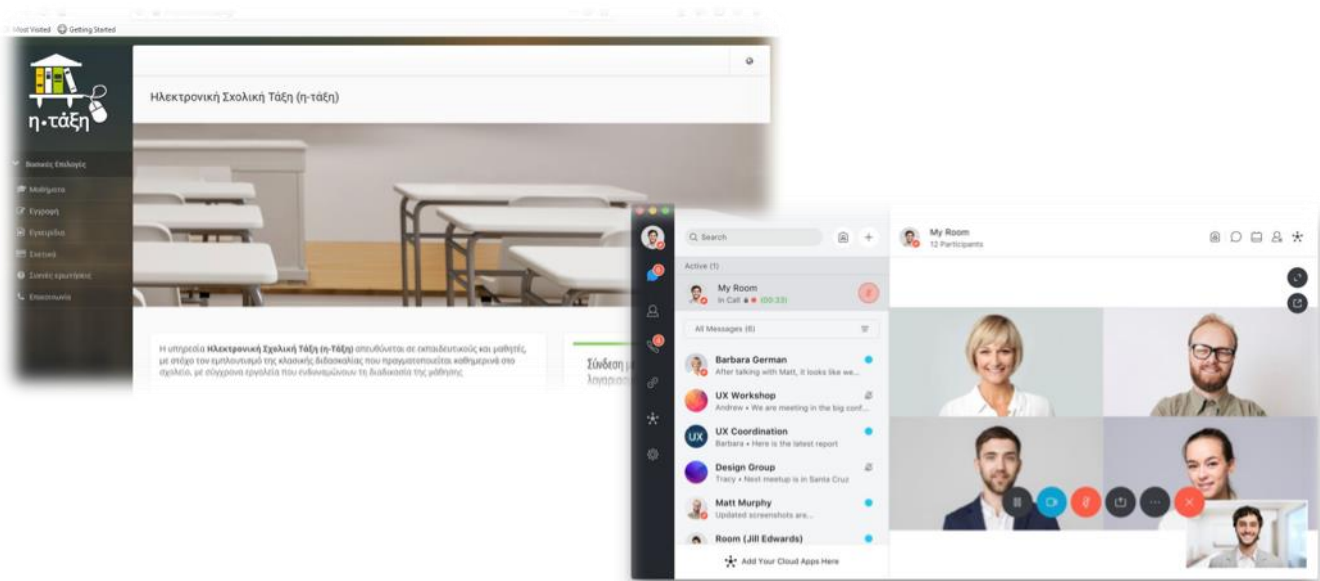 Most Visited Getting Started
η·τάξη
Ηλεκτρονική Σχολική Τάξη (η-τάξη)
Βασικές Επιλογές
Μαθήματα
Εγγραφή
Εγχειρίδια
Σχετικά
Συχνές ερωτήσεις
Επικοινωνία
Η υπηρεσία Ηλεκτρονική Σχολική Τάξη (η-Τάξη) απευθύνεται σε εκπαιδευτικούς και μαθητές,
με στόχο τον εμπλουτισμό της κλασικής διδασκαλίας που πραγματοποιείται καθημερινά στο
σχολείο, με σύγχρονα εργαλεία που ενδυναμώνουν τη διαδικασία της μάθησης
Σύνδεση με
λογαριασ
Search
Active (1)
My Room
In Call (00:33)
All Messages (6)
Barbara German
After talking with Matt, it looks like we...
UX Workshop
Andrew • We are meeting in the big conf...
UX
UX Coordination
Barbara • Here is the latest report
Design Group
Tracy • Next meetup is in Santa Cruz
Matt Murphy
Updated screenshots are...
Room (Jill Edwards)
Add Your Cloud Apps Here
My Room
12 Participants